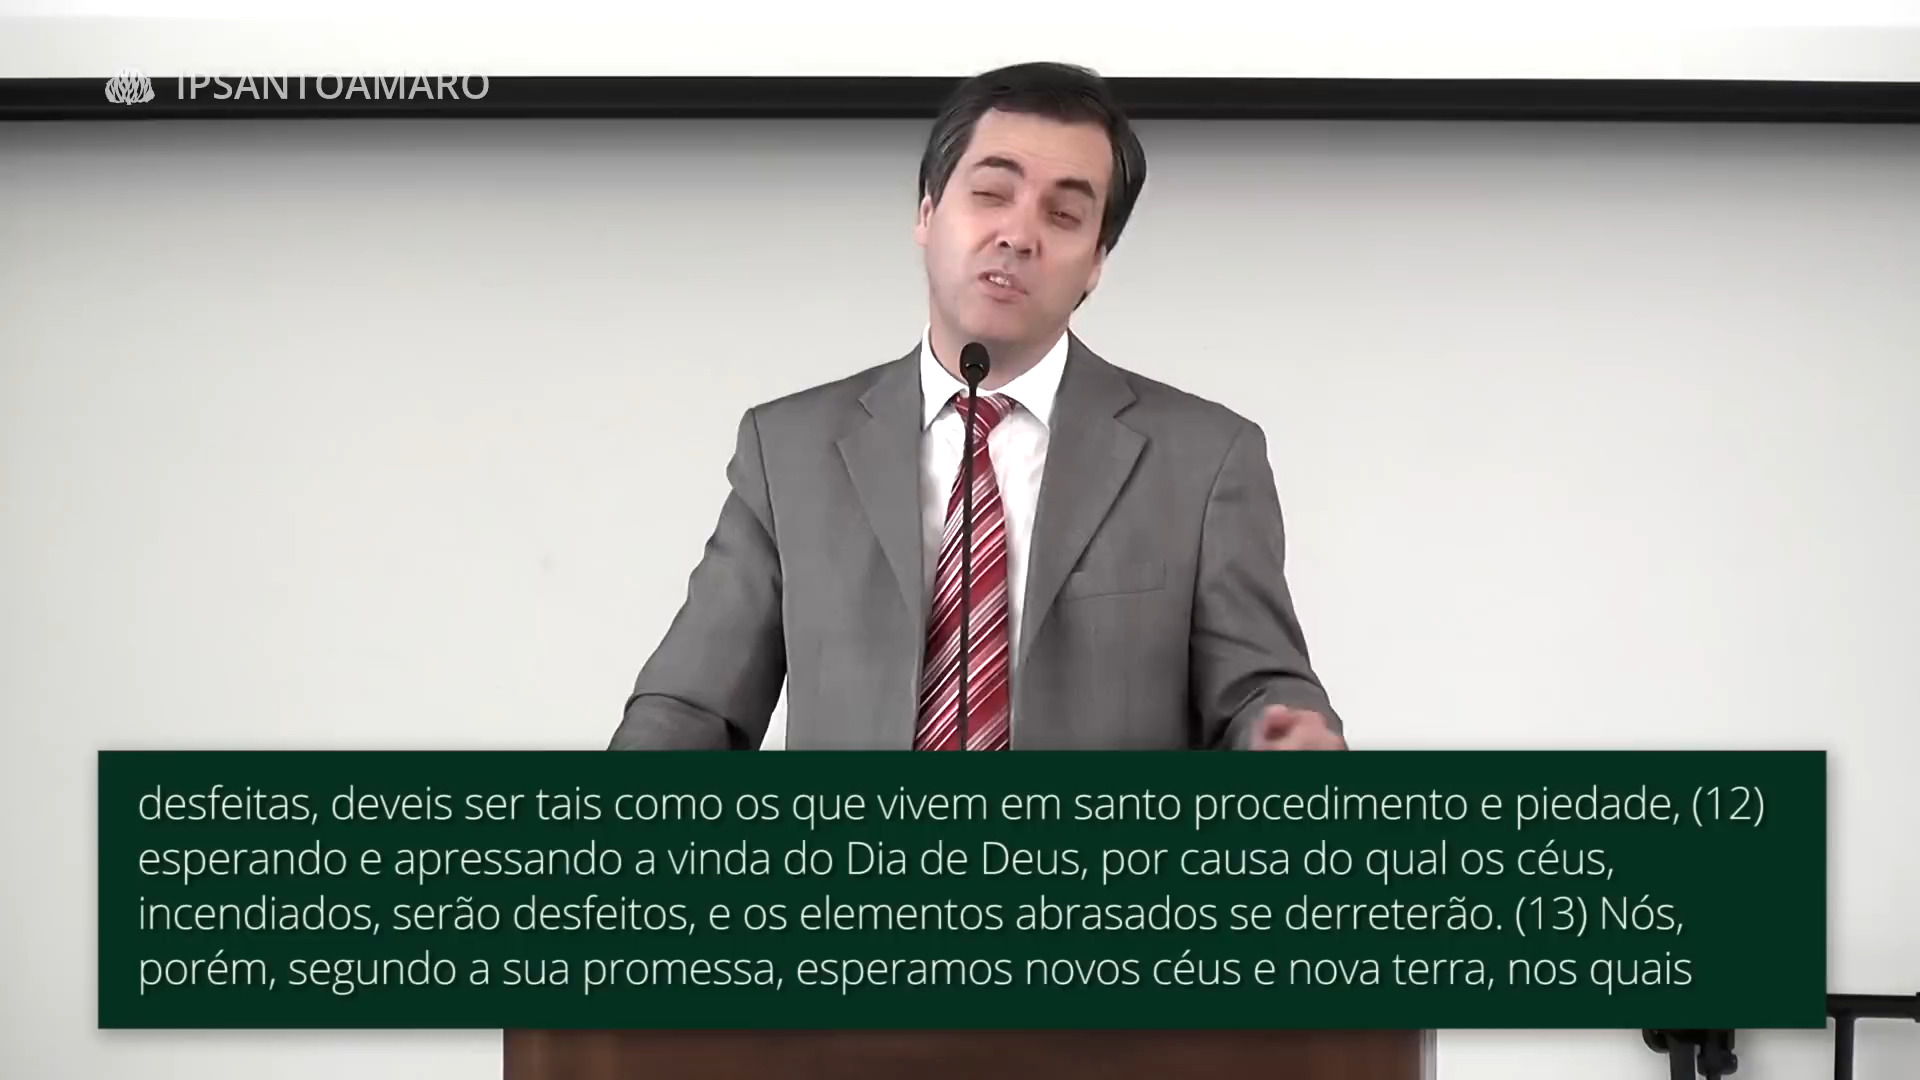 IPSANTOAMARO
desfeitas, deveis ser tais como os que vivem em santo procedimento e piedade, (12)
esperando e apressando a vinda do Dia de Deus, por causa do qual os céus,
incendiados, serão desfeitos, e os elementos abrasados se derreterão. (13) Nós,
porém, segundo a sua promessa, esperamos novos céus e nova terra, nos quais